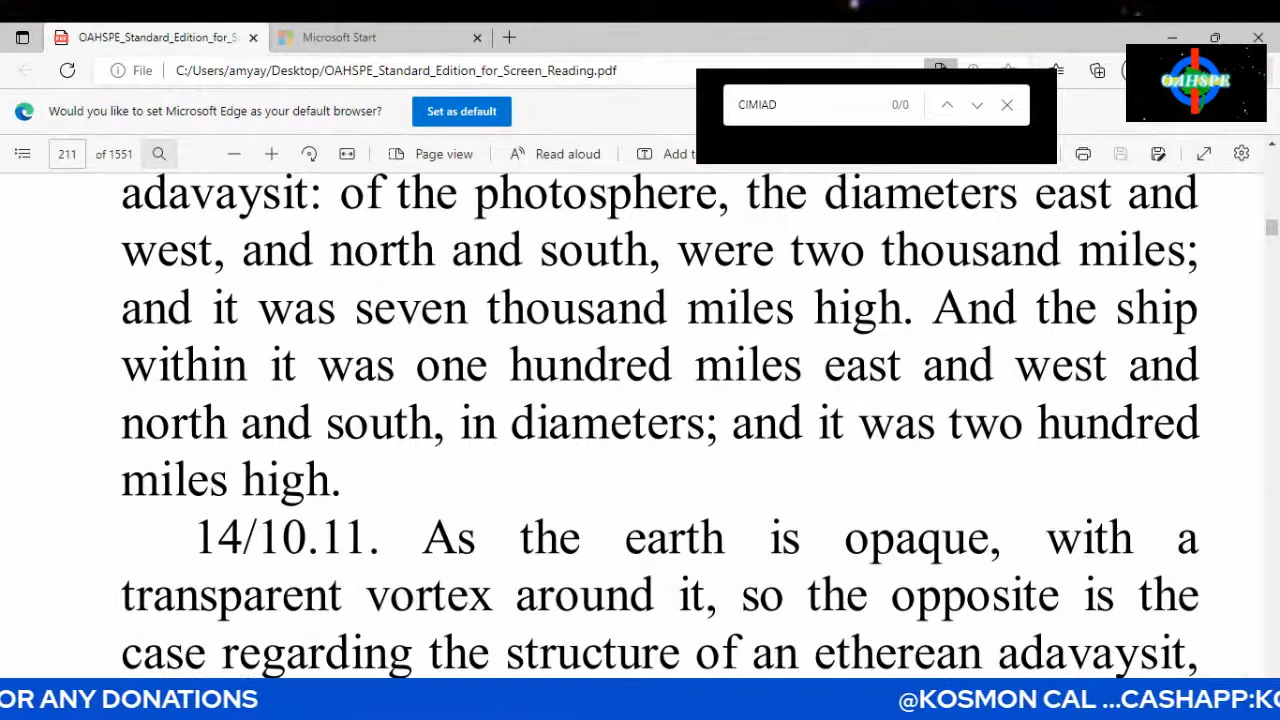 OAHSPE_Standard_Edition_for_S
Microsoft Start
File C:/Users/amyay/Desktop/OAHSPE_Standard_Edition_for_Screen_Reading.pdf
OAHSPE
Would you like to set Microsoft Edge as your default browser? Set as default
CIMIAD 0/0
211 of 1551 Page view Read aloud Add t
adavaysit: of the photosphere, the diameters east and
west, and north and south, were two thousand miles;
and it was seven thousand miles high. And the ship
within it was one hundred miles east and west and
north and south, in diameters; and it was two hundred
miles high.
14/10.11. As the earth is opaque, with a
transparent vortex around it, so the opposite is the
case regarding the structure of an etherean adavaysit,
FOR ANY DONATIONS @KOSMON CAL ...CASHAPP:KO